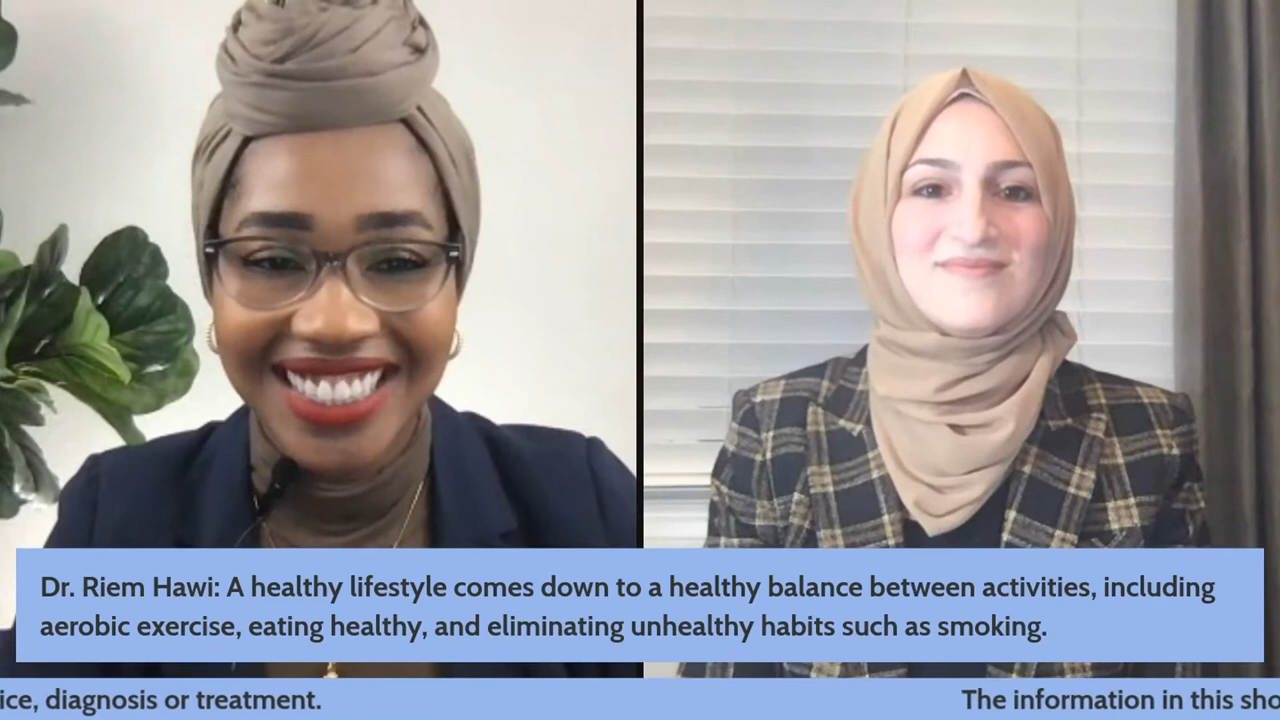 Dr. Riem Hawi: A healthy lifestyle comes down to a healthy balance between activities, including
aerobic exercise, eating healthy, and eliminating unhealthy habits such as smoking.
ice, diagnosis or treatment. The information in this sho